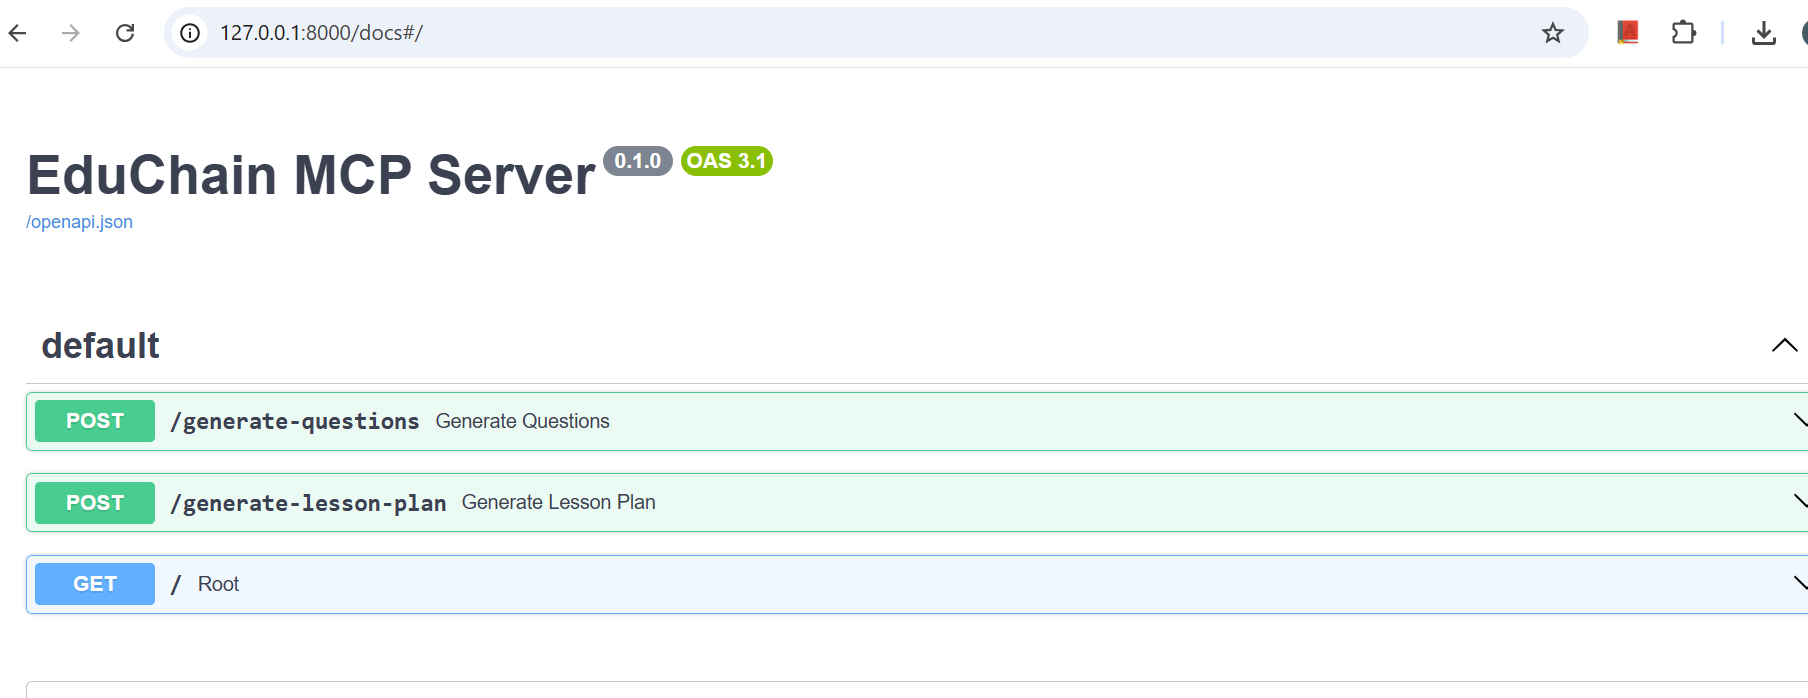 127.0.0.1:8000/docs#/
EduChain MCP Server 0.1.0 OAS 3.1
/openapi.json
default
POST /generate-questions Generate Questions
POST /generate-lesson-plan Generate Lesson Plan
GET / Root